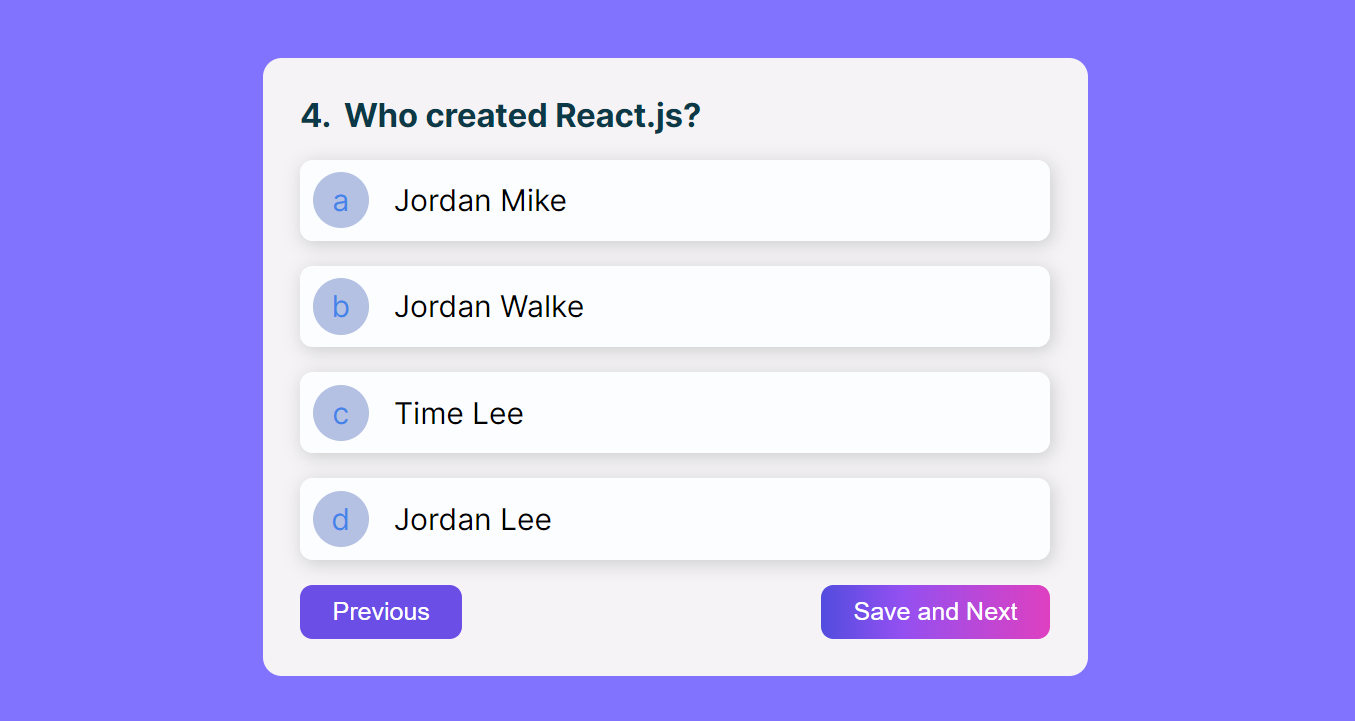 4. Who created React.js?
a Jordan Mike
b Jordan Walke
c Time Lee
d Jordan Lee
Previous Save and Next